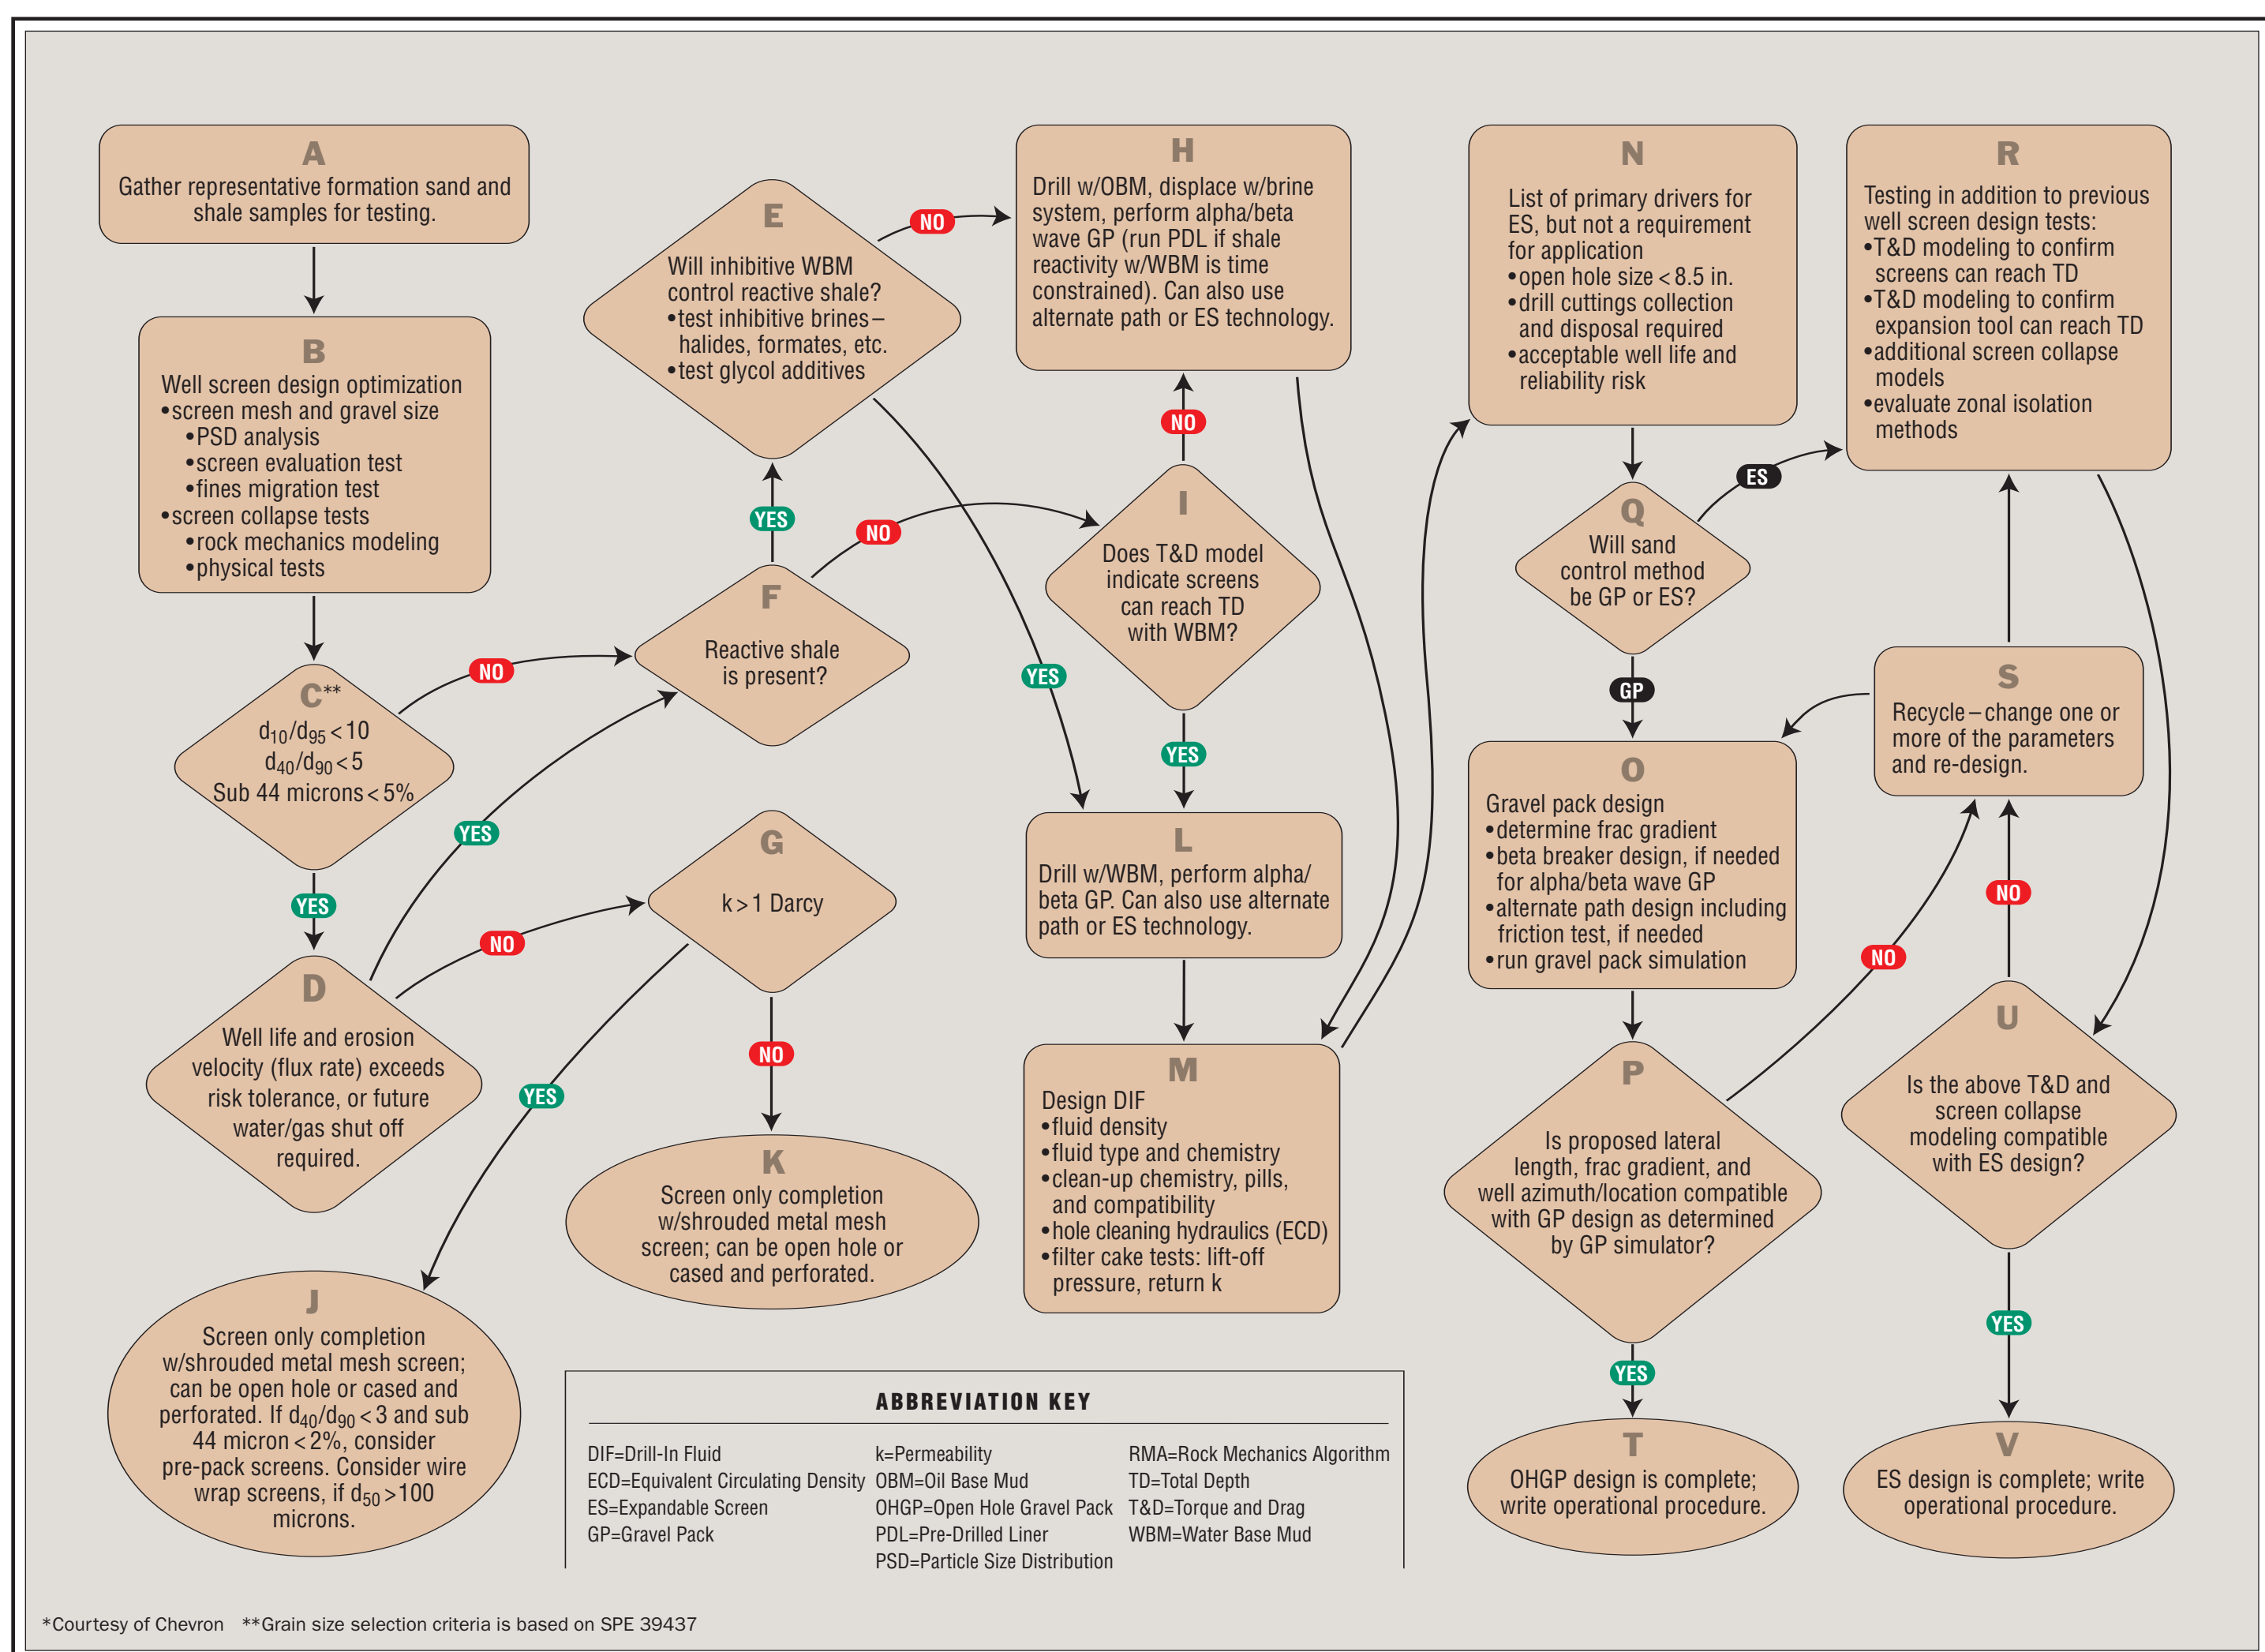 A
Gather representative formation sand and
shale samples for testing.
B
Well screen design optimization
•screen mesh and gravel size
•PSD analysis
•screen evaluation test
•fines migration test
•screen collapse tests
•rock mechanics modeling
•physical tests
C**
d10/d95 < 10
d40/d90 < 5
Sub 44 microns < 5%
NO
YES
D
Well life and erosion
velocity (flux rate) exceeds
risk tolerance, or future
water/gas shut off
required.
YES
NO
J
Screen only completion
w/shrouded metal mesh screen;
can be open hole or cased and
perforated. If d40/d90 < 3 and sub
44 micron < 2%, consider
pre-pack screens. Consider wire
wrap screens, if d50 > 100
microns.
E
Will inhibitive WBM
control reactive shale?
•test inhibitive brines–
halides, formates, etc.
•test glycol additives
NO
YES
YES
F
Reactive shale
is present?
NO
G
k > 1 Darcy
YES
NO
K
Screen only completion
w/shrouded metal mesh
screen; can be open hole or
cased and perforated.
H
Drill w/OBM, displace w/brine
system, perform alpha/beta
wave GP (run PDL if shale
reactivity w/WBM is time
constrained). Can also use
alternate path or ES technology.
NO
I
Does T&D model
indicate screens
can reach TD
with WBM?
YES
L
Drill w/WBM, perform alpha/
beta GP. Can also use alternate
path or ES technology.
M
Design DIF
•fluid density
•fluid type and chemistry
•clean-up chemistry, pills,
and compatibility
•hole cleaning hydraulics (ECD)
•filter cake tests: lift-off
pressure, return k
N
List of primary drivers for
ES, but not a requirement
for application
•open hole size < 8.5 in.
•drill cuttings collection
and disposal required
•acceptable well life and
reliability risk
Q
Will sand
control method
be GP or ES?
ES
GP
O
Gravel pack design
•determine frac gradient
•beta breaker design, if needed
for alpha/beta wave GP
•alternate path design including
friction test, if needed
•run gravel pack simulation
P
Is proposed lateral
length, frac gradient, and
well azimuth/location compatible
with GP design as determined
by GP simulator?
NO
YES
T
OHGP design is complete;
write operational procedure.
R
Testing in addition to previous
well screen design tests:
•T&D modeling to confirm
screens can reach TD
•T&D modeling to confirm
expansion tool can reach TD
•additional screen collapse
models
•evaluate zonal isolation
methods
S
Recycle – change one or
more of the parameters
and re-design.
NO
U
Is the above T&D and
screen collapse
modeling compatible
with ES design?
YES
V
ES design is complete; write
operational procedure.
ABBREVIATION KEY
DIF=Drill-In Fluid
ECD=Equivalent Circulating Density
ES=Expandable Screen
GP=Gravel Pack
k=Permeability
OBM=Oil Base Mud
OHGP=Open Hole Gravel Pack
PDL=Pre-Drilled Liner
PSD=Particle Size Distribution
RMA=Rock Mechanics Algorithm
TD=Total Depth
T&D=Torque and Drag
WBM=Water Base Mud
*Courtesy of Chevron **Grain size selection criteria is based on SPE 39437